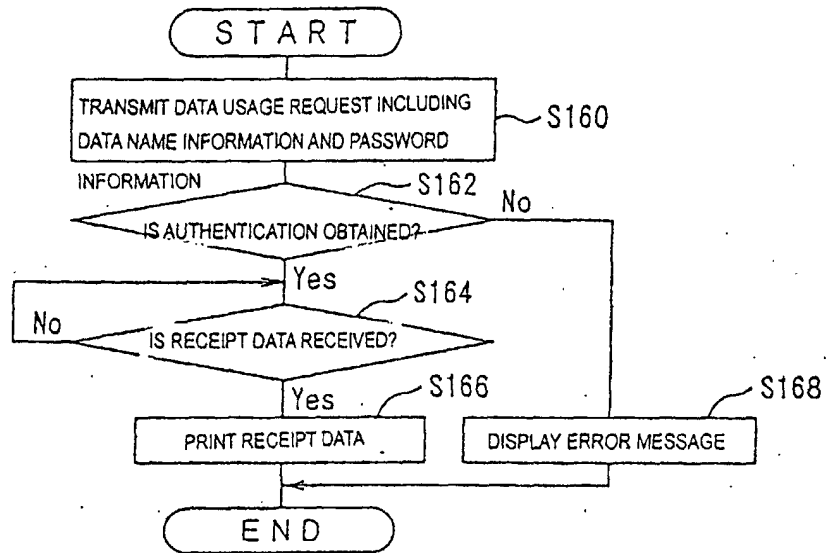 START
TRANSMIT DATA USAGE REQUEST INCLUDING
DATA NAME INFORMATION AND PASSWORD
S160
INFORMATION
S162
No
IS AUTHENTICATION OBTAINED?
Yes
S164
No
IS RECEIPT DATA RECEIVED?
Yes
S166
S168
PRINT RECEIPT DATA
DISPLAY ERROR MESSAGE
END